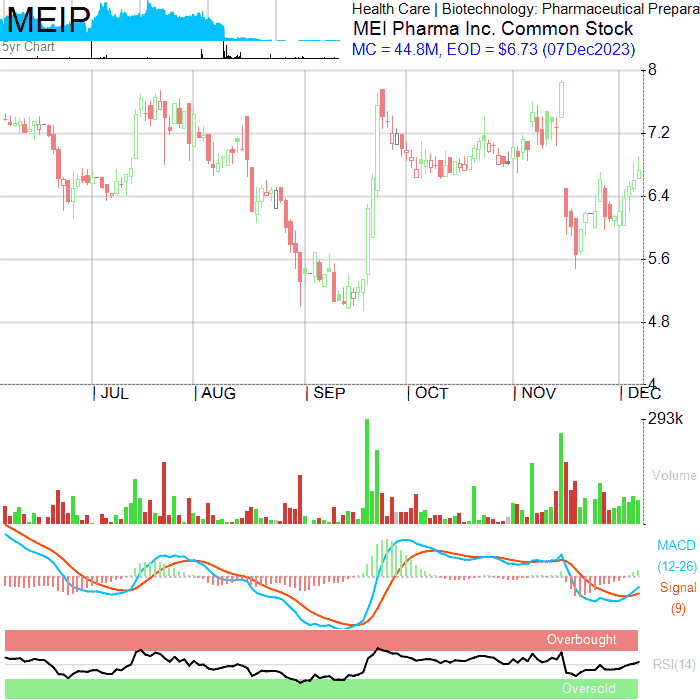 MEIP
5yr Chart
Health Care | Biotechnology: Pharmaceutical Prepara
MEI Pharma Inc. Common Stock
MC = 44.8M, EOD = $6.73 (07Dec2023)
8
7.2
6.4
5.6
4.8
4
JUL AUG SEP OCT NOV DEC
293k
Volume
MACD
(12-26)
Signal
(9)
Overbought
RSI(14)
Oversold